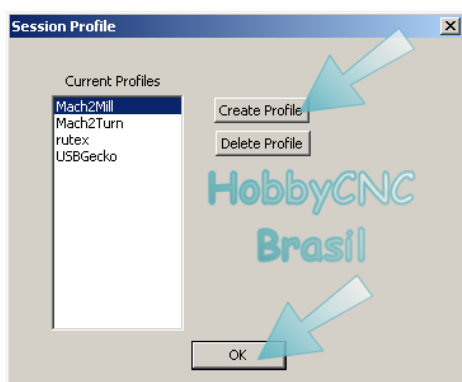 Session Profile
Current Profiles
Mach2Mill
Mach2Turn
rutex
USBGecko
Create Profile
Delete Profile
HobbyCNC
Brasil
OK